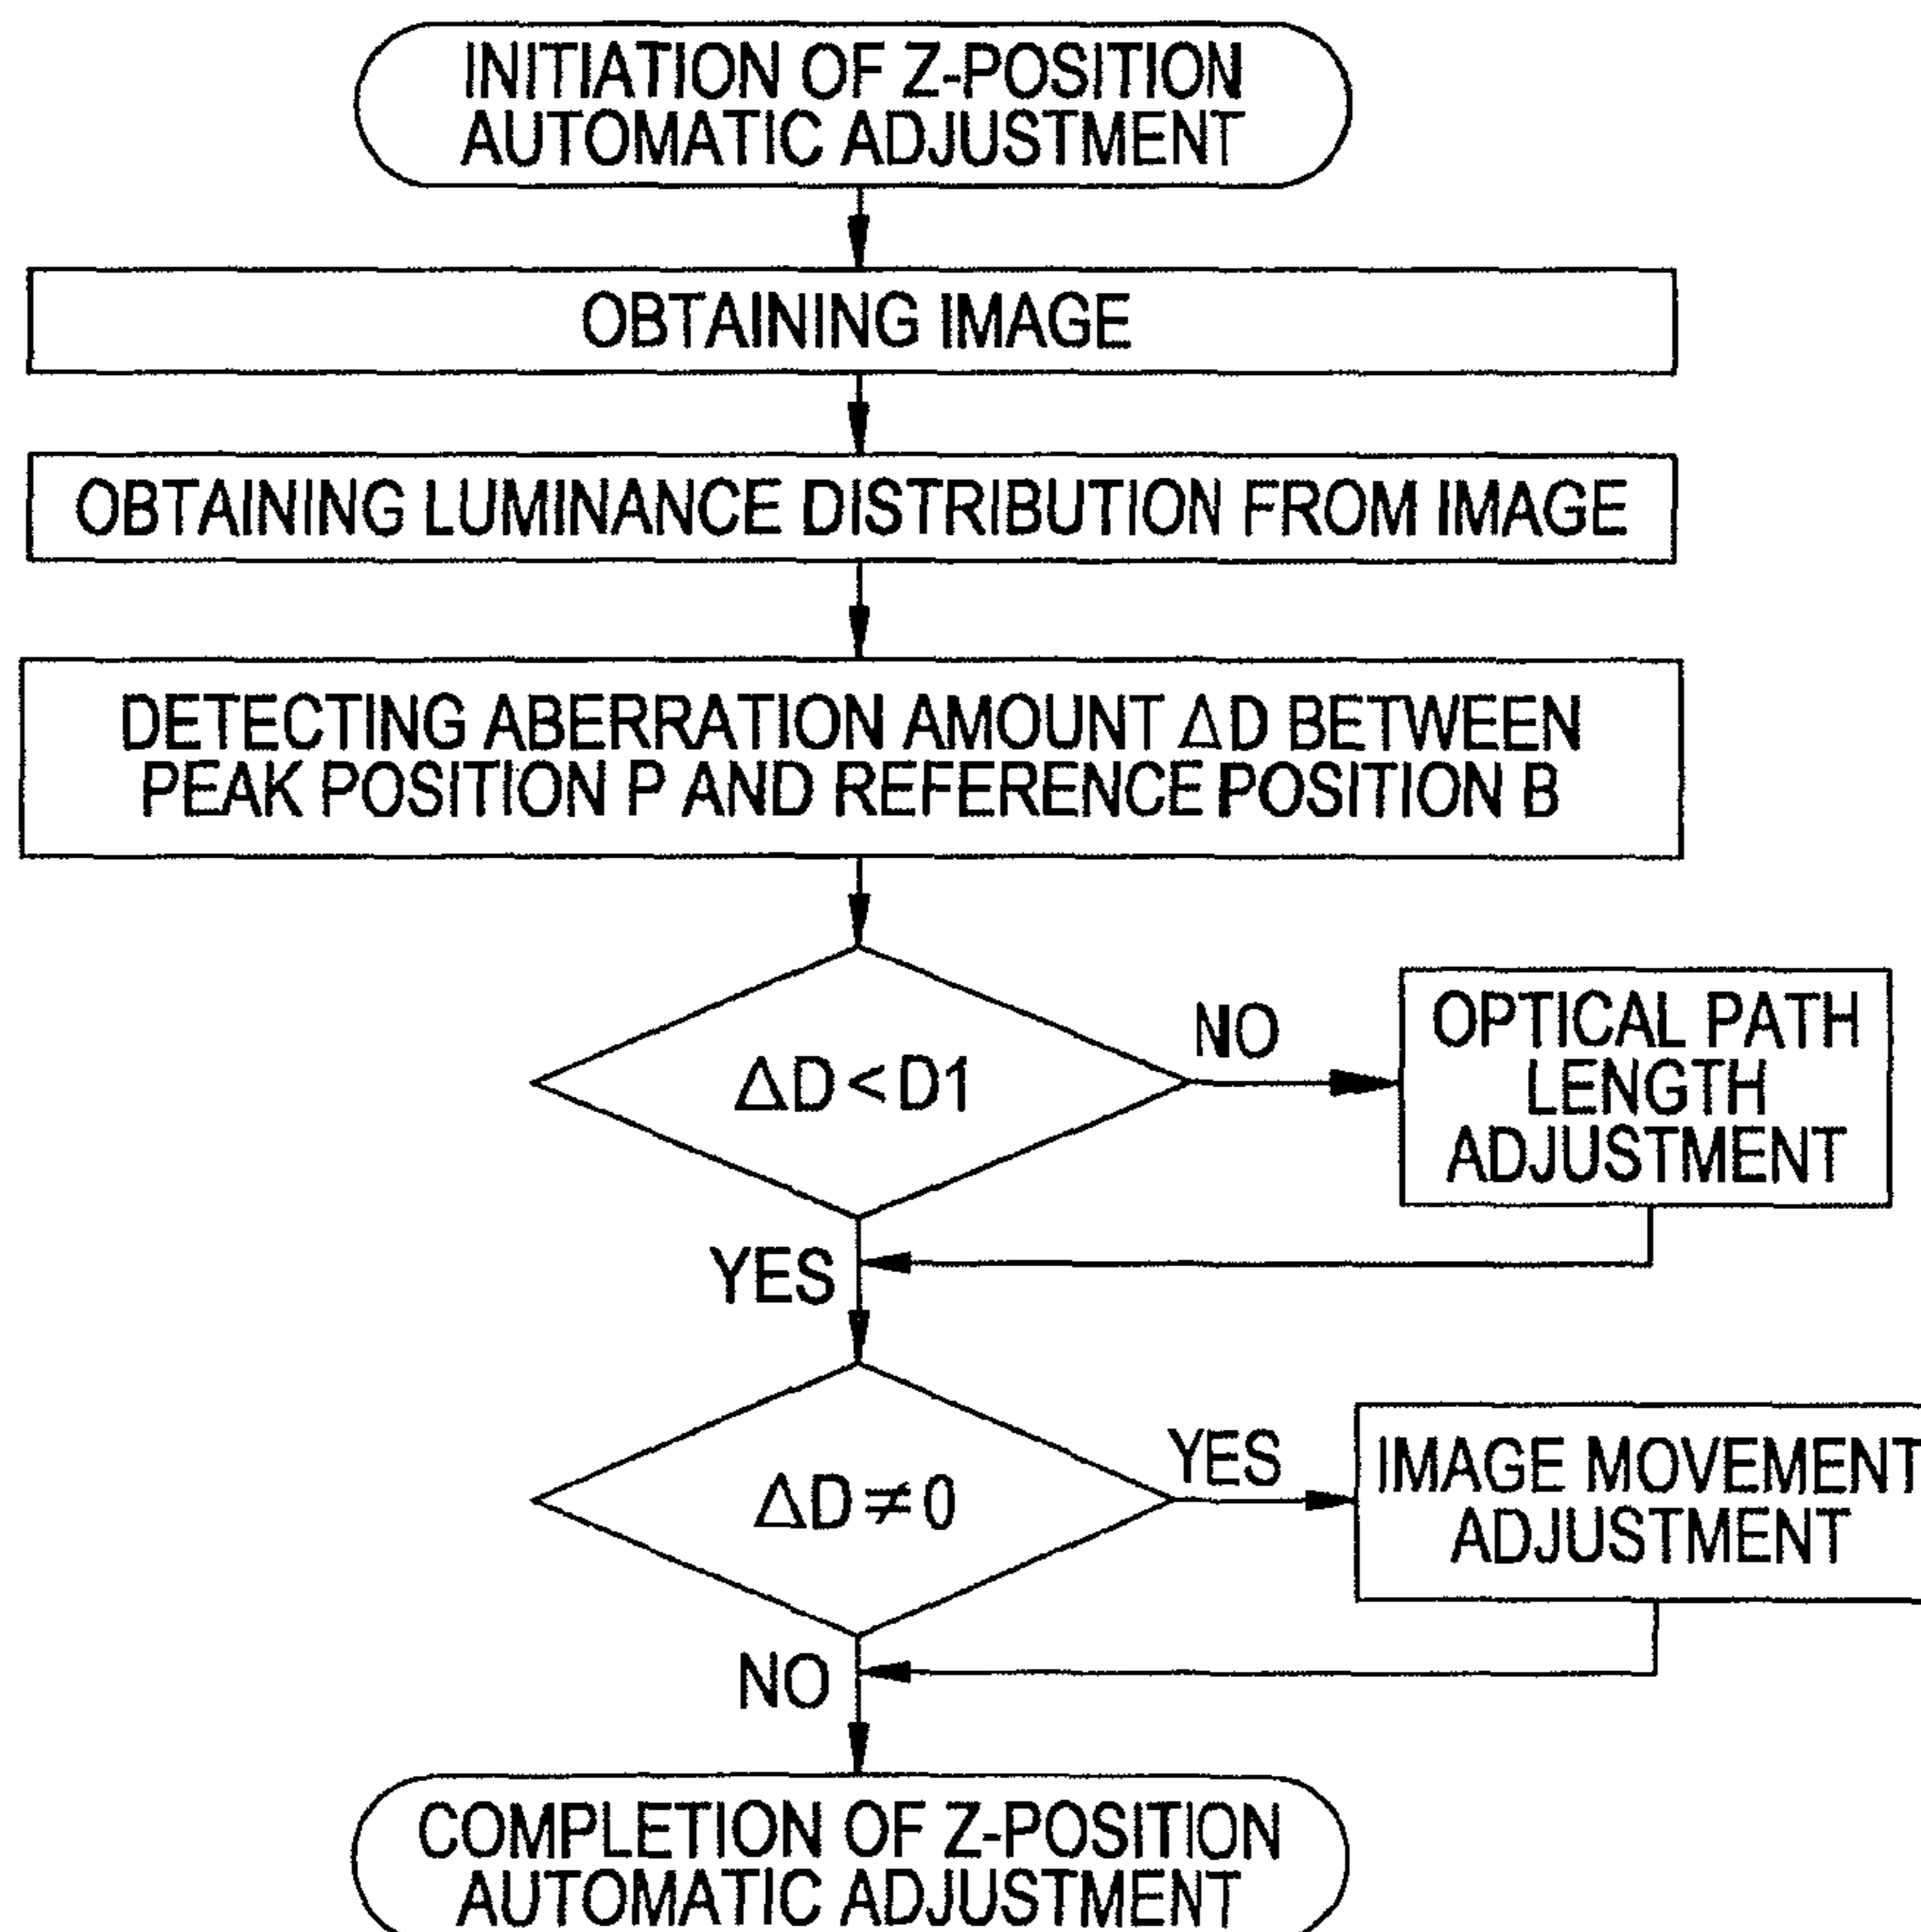 INITIATION OF Z-POSITION
AUTOMATIC ADJUSTMENT
OBTAINING IMAGE
OBTAINING LUMINANCE DISTRIBUTION FROM IMAGE
DETECTING ABERRATION AMOUNT ΔD BETWEEN
PEAK POSITION P AND REFERENCE POSITION B
ΔD < D1
NO
OPTICAL PATH
LENGTH
ADJUSTMENT
YES
ΔD ≠ 0
YES
IMAGE MOVEMENT
ADJUSTMENT
NO
COMPLETION OF Z-POSITION
AUTOMATIC ADJUSTMENT